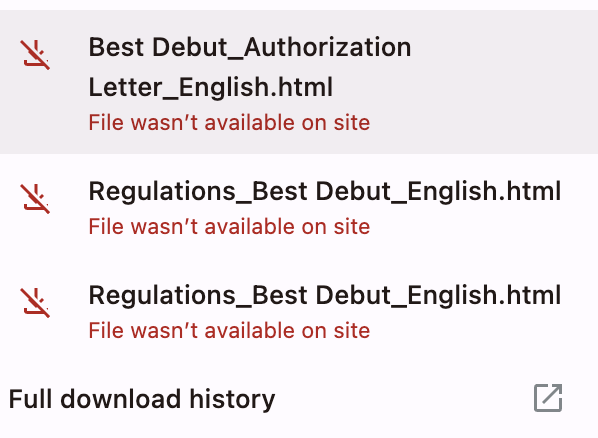 Best Debut_Authorization
Letter_English.html
File wasn’t available on site
Regulations_Best Debut_English.html
File wasn’t available on site
Regulations_Best Debut_English.html
File wasn’t available on site
Full download history